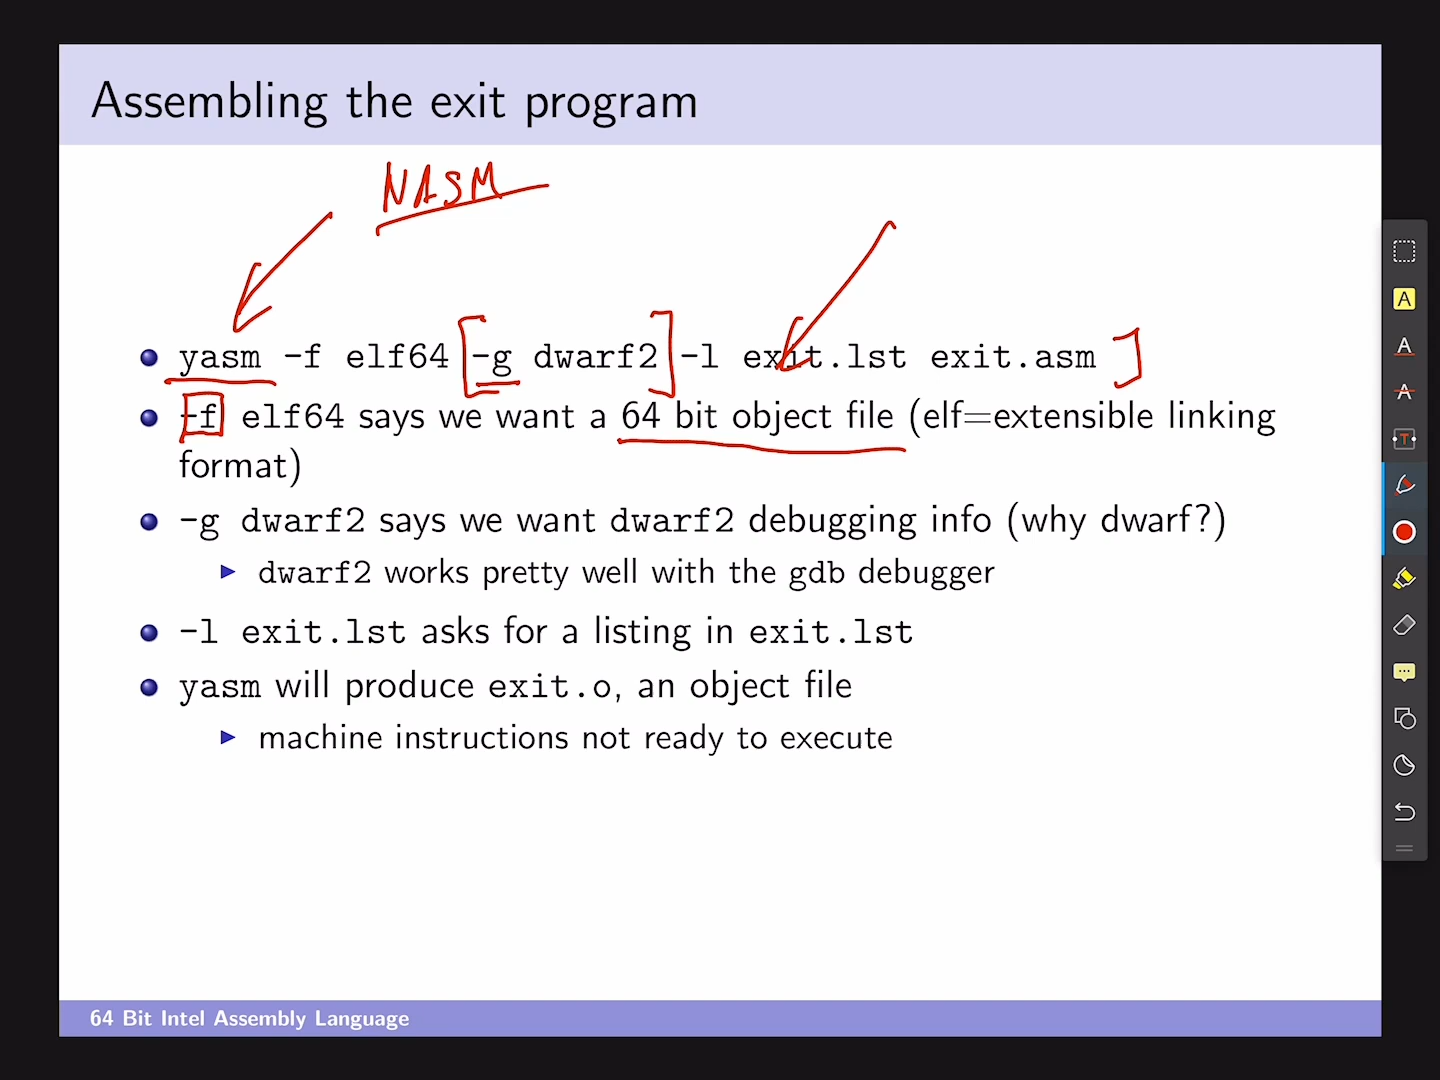 Assembling the exit program
NASM
yasm -f elf64 -g dwarf2 -l exit.lst exit.asm
-f elf64 says we want a 64 bit object file (elf=extensible linking
format)
-g dwarf2 says we want dwarf2 debugging info (why dwarf?)
dwarf2 works pretty well with the gdb debugger
-l exit.lst asks for a listing in exit.lst
yasm will produce exit.o, an object file
machine instructions not ready to execute
64 Bit Intel Assembly Language
A
A
A
T